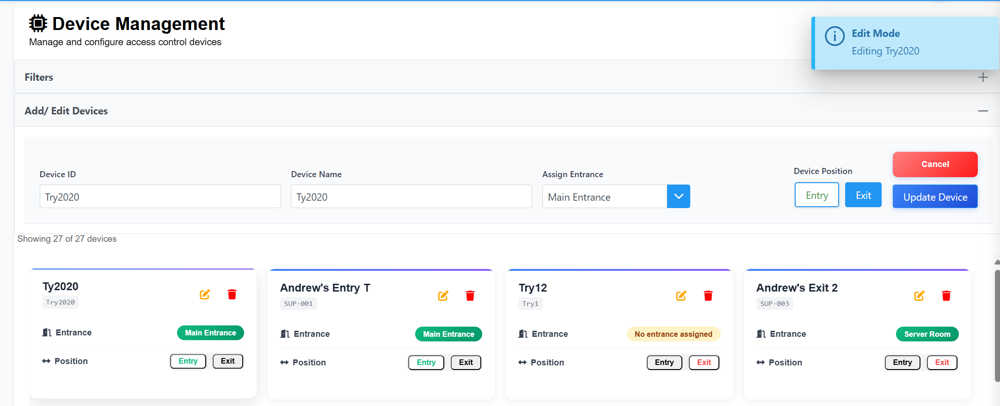 Device Management
Manage and configure access control devices
Edit Mode
Editing Try2020
Filters
Add/ Edit Devices
Device ID
Device Name
Assign Entrance
Device Position
Cancel
Try2020
Ty2020
Main Entrance
Entry
Exit
Update Device
Showing 27 of 27 devices
Ty2020
Try2020
Entrance
Main Entrance
Position
Entry
Exit
Andrew's Entry T
SUP-001
Entrance
Main Entrance
Position
Entry
Exit
Try12
Try1
Entrance
No entrance assigned
Position
Entry
Exit
Andrew's Exit 2
SUP-003
Entrance
Server Room
Position
Entry
Exit